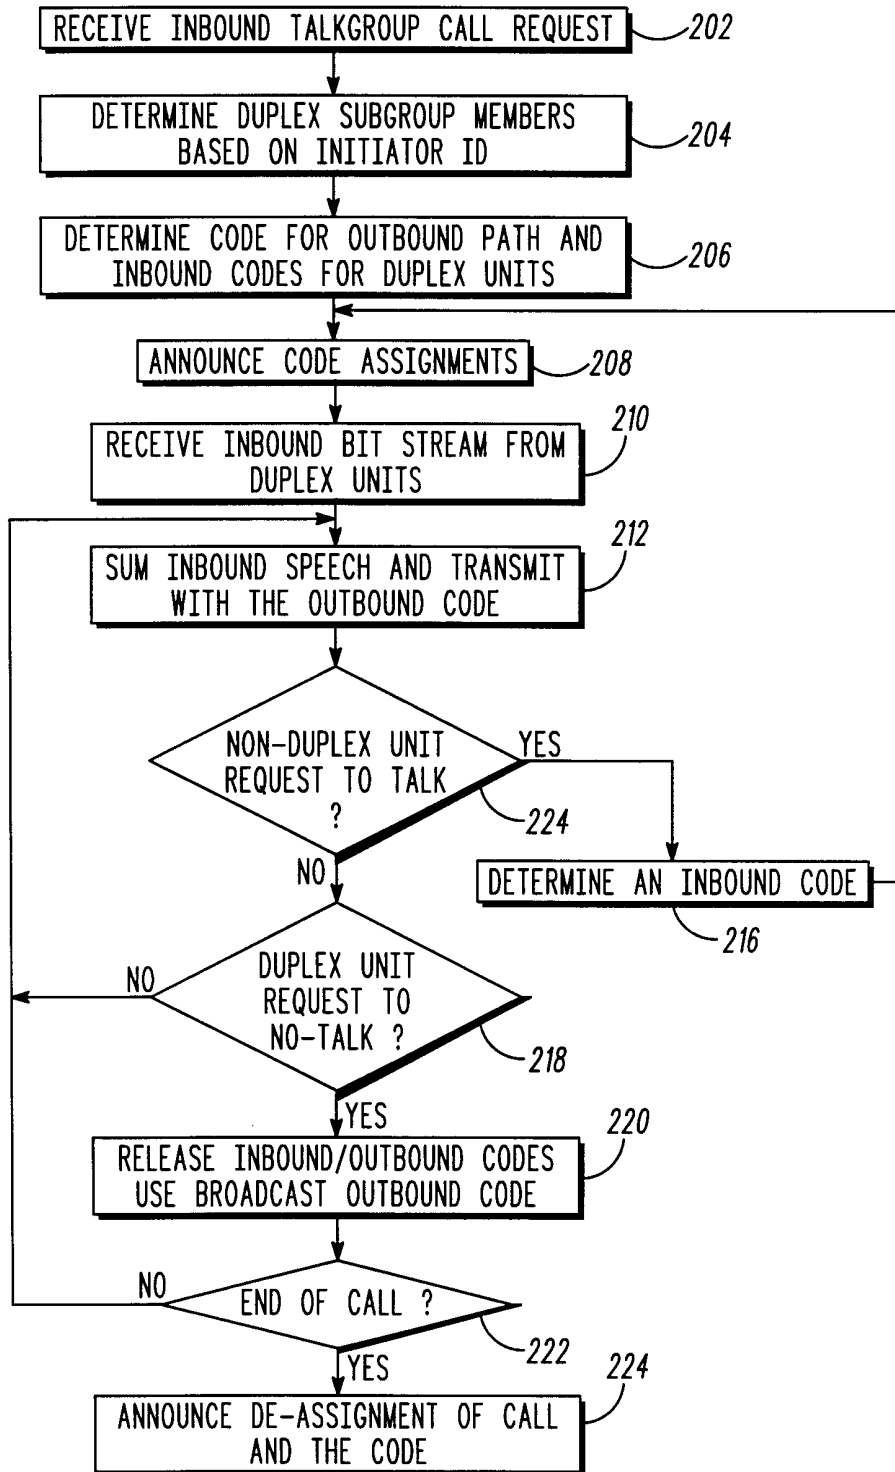 RECEIVE INBOUND TALKGROUP CALL REQUEST
202
DETERMINE DUPLEX SUBGROUP MEMBERS
BASED ON INITIATOR ID
204
DETERMINE CODE FOR OUTBOUND PATH AND
INBOUND CODES FOR DUPLEX UNITS
206
ANNOUNCE CODE ASSIGNMENTS
208
RECEIVE INBOUND BIT STREAM FROM
DUPLEX UNITS
210
SUM INBOUND SPEECH AND TRANSMIT
WITH THE OUTBOUND CODE
212
NON-DUPLEX UNIT
REQUEST TO TALK
?
YES
224
NO
DETERMINE AN INBOUND CODE
216
DUPLEX UNIT
REQUEST TO
NO-TALK ?
NO
218
YES
RELEASE INBOUND/OUTBOUND CODES
USE BROADCAST OUTBOUND CODE
220
END OF CALL ?
NO
222
YES
ANNOUNCE DE-ASSIGNMENT OF CALL
AND THE CODE
224